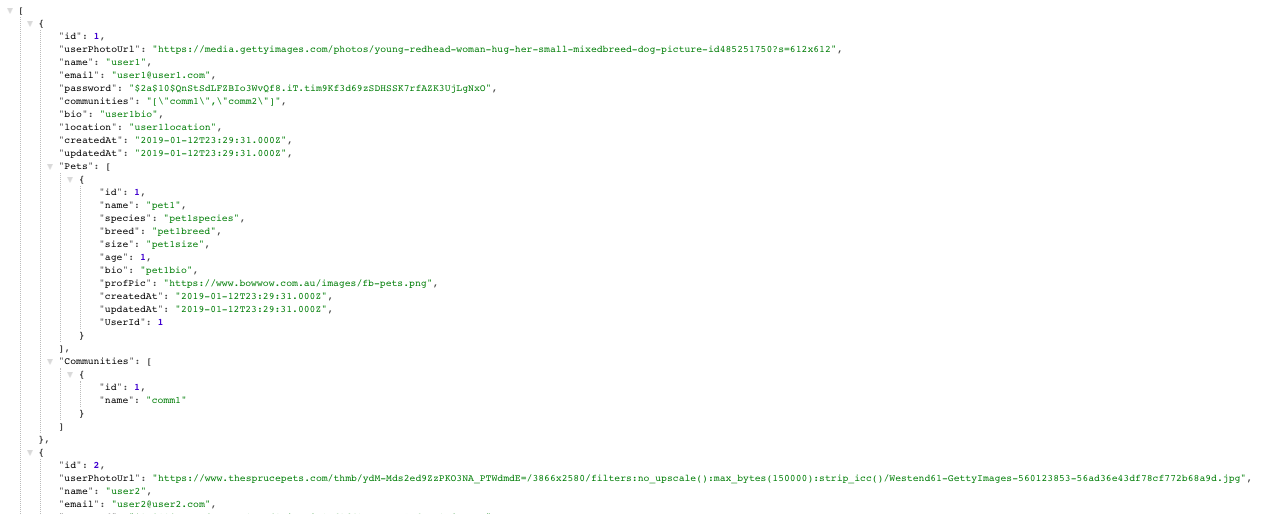 [
{
"id": 1,
"userPhotoUrl": "https://media.gettyimages.com/photos/young-redhead-woman-hug-her-small-mixedbreed-dog-picture-id485251750?s=612x612",
"name": "user1",
"email": "user1@user1.com",
"password": "$2a$10$QnStSdLFZBIo3WvQf8.iT.tim9Kf3d69zSDHSSK7rfAZK3UjLgNxO",
"communities": "[\"comm1\",\"comm2\"]",
"bio": "user1bio",
"location": "user1location",
"createdAt": "2019-01-12T23:29:31.000Z",
"updatedAt": "2019-01-12T23:29:31.000Z",
"Pets": [
{
"id": 1,
"name": "pet1",
"species": "pet1species",
"breed": "pet1breed",
"size": "pet1size",
"age": 1,
"bio": "pet1bio",
"profPic": "https://www.bowwow.com.au/images/fb-pets.png",
"createdAt": "2019-01-12T23:29:31.000Z",
"updatedAt": "2019-01-12T23:29:31.000Z",
"UserId": 1
}
],
"Communities": [
{
"id": 1,
"name": "comm1"
}
]
},
{
"id": 2,
"userPhotoUrl": "https://www.thesprucepets.com/thmb/ydM-Mds2ed9ZzPKO3NA_PTWdmdE=/3866x2580/filters:no_upscale():max_bytes(150000):strip_icc()/Westend61-GettyImages-560123853-56ad36e43df78cf772b68a9d.jpg",
"name": "user2",
"email": "user2@user2.com",